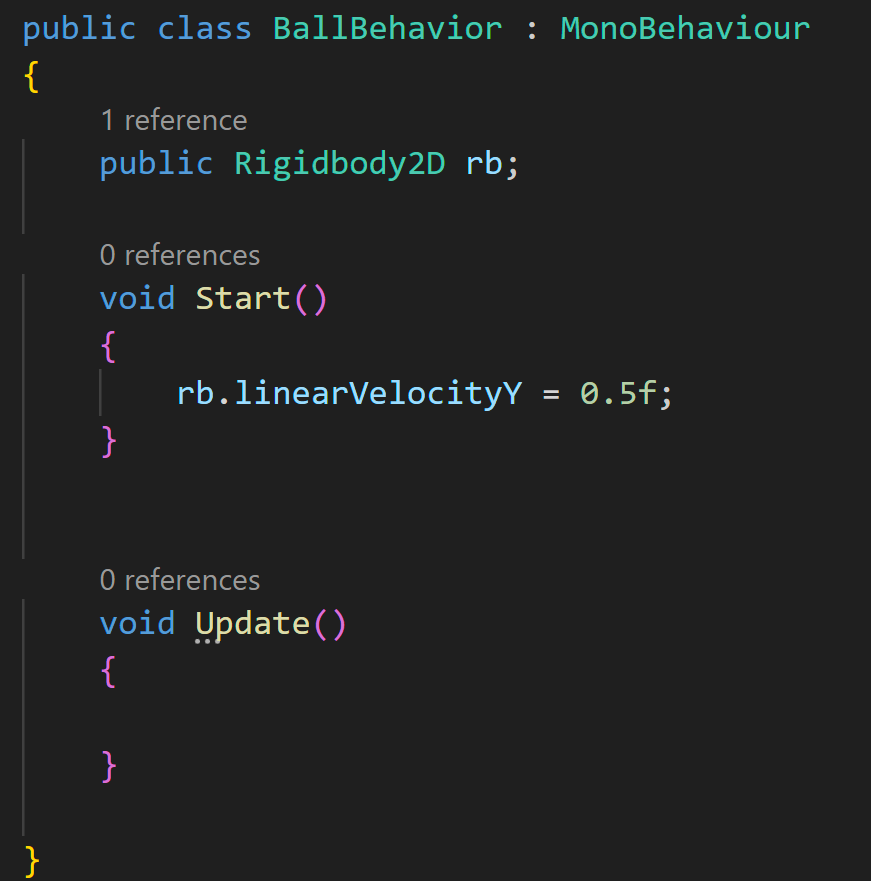 public class BallBehavior : MonoBehaviour
{
1 reference
public Rigidbody2D rb;
0 references
void Start()
{
rb.linearVelocityY = 0.5f;
}
0 references
void Update()
{
}
}